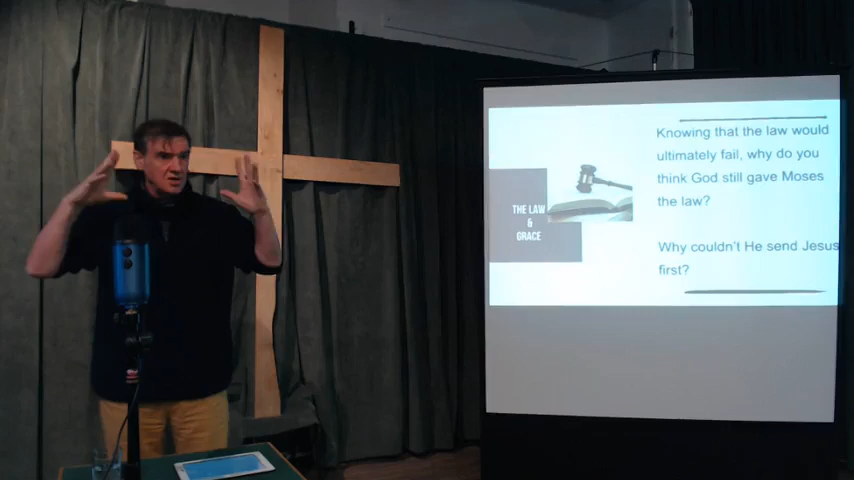 THE LAW
&
GRACE
Knowing that the law would
ultimately fail, why do you
think God still gave Moses
the law?
Why couldn't He send Jesus
first?